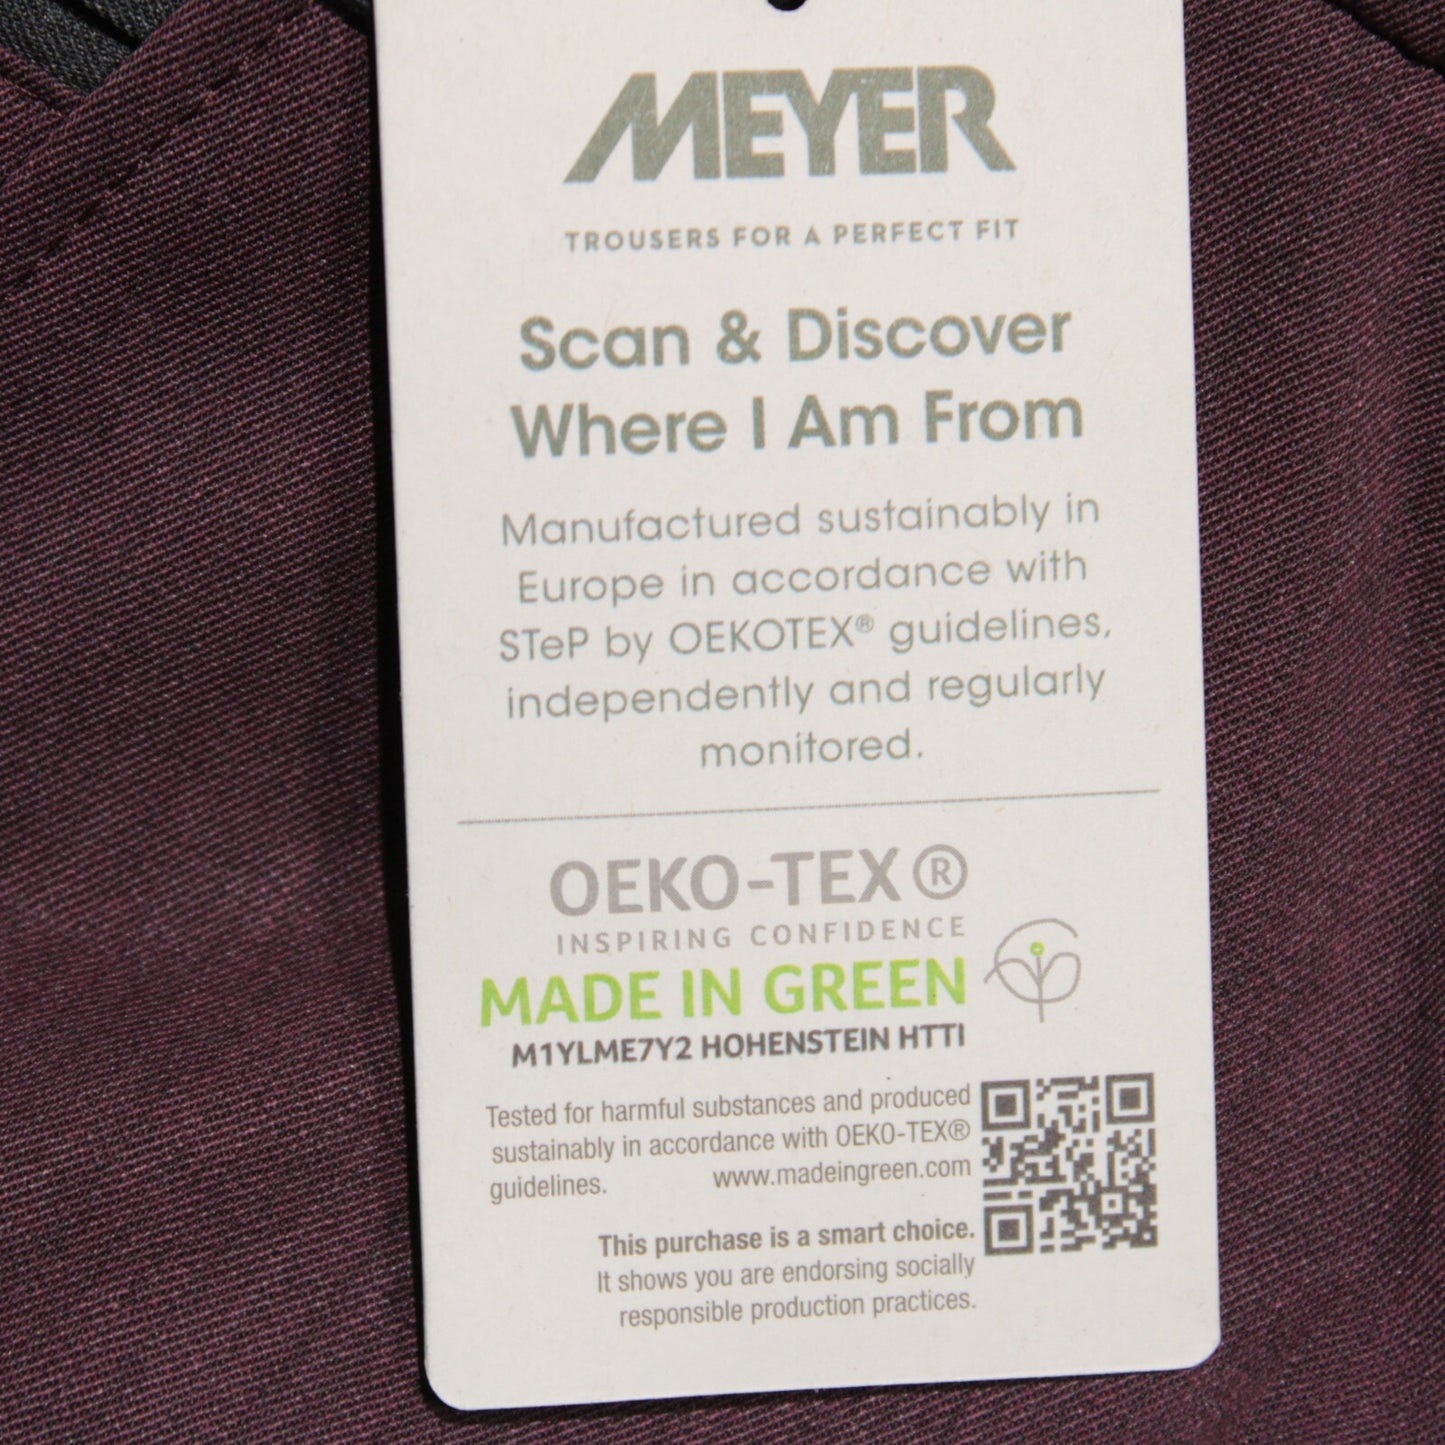 MEYER
TROUSERS FOR A PERFECT FIT
Scan & Discover
Where I Am From
Manufactured sustainably in
Europe in accordance with
STeP by OEKOTEX® guidelines,
independently and regularly
monitored.
OEKO-TEX®
INSPIRING CONFIDENCE
MADE IN GREEN
M1YLME7Y2 HOHENSTEIN HTTI
Tested for harmful substances and produced
sustainably in accordance with OEKO-TEX®
guidelines. www.madeingreen.com
This purchase is a smart choice.
It shows you are endorsing socially
responsible production practices.